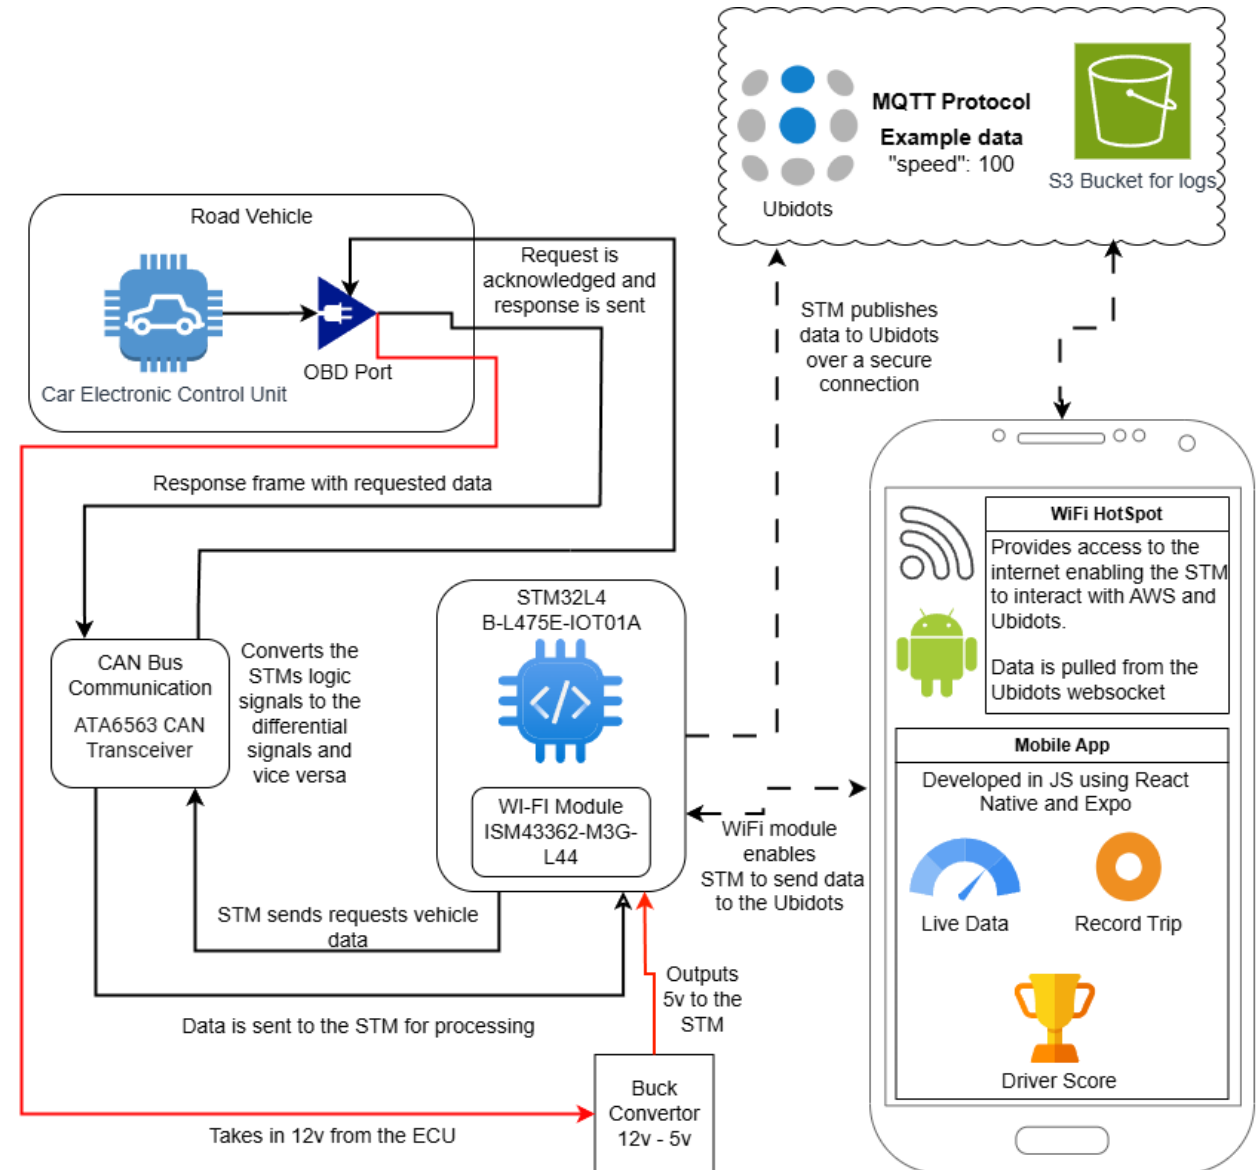 MQTT Protocol
Example data
"speed": 100
Ubidots
S3 Bucket for logs
Road Vehicle
Car Electronic Control Unit
OBD Port
Request is
acknowledged and
response is sent
STM publishes
data to Ubidots
over a secure
connection
Response frame with requested data
CAN Bus
Communication
ATA6563 CAN
Transceiver
Converts the
STMs logic
signals to the
differential
signals and
vice versa
STM32L4
B-L475E-IOT01A
WI-FI Module
ISM43362-M3G-
L44
WiFi module
enables
STM to send data
to the Ubidots
STM sends requests vehicle
data
Data is sent to the STM for processing
Outputs
5v to the
STM
Buck
Convertor
12v - 5v
Takes in 12v from the ECU
WiFi HotSpot
Provides access to the
internet enabling the STM
to interact with AWS and
Ubidots.
Data is pulled from the
Ubidots websocket
Mobile App
Developed in JS using React
Native and Expo
Live Data
Record Trip
Driver Score